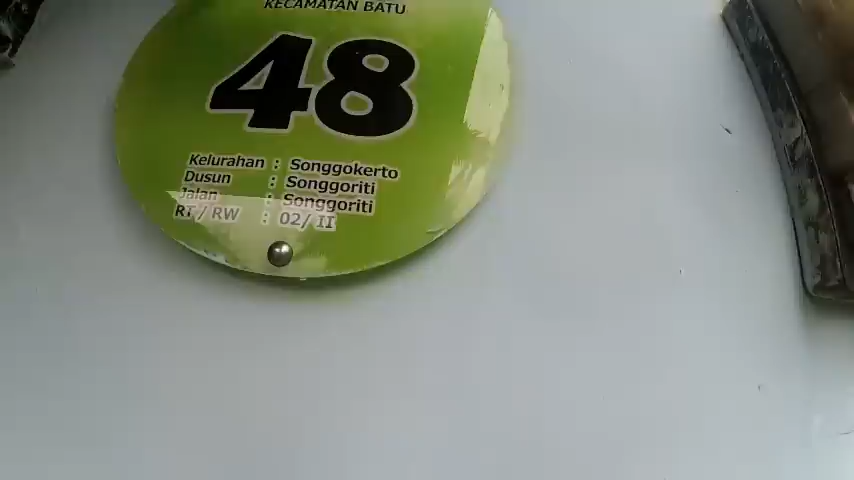 KECAMATAN BATU
48
Kelurahan : Songgokerto
Dusun : Songgoriti
Jalan : Songgoriti
RT / RW : 02/ II